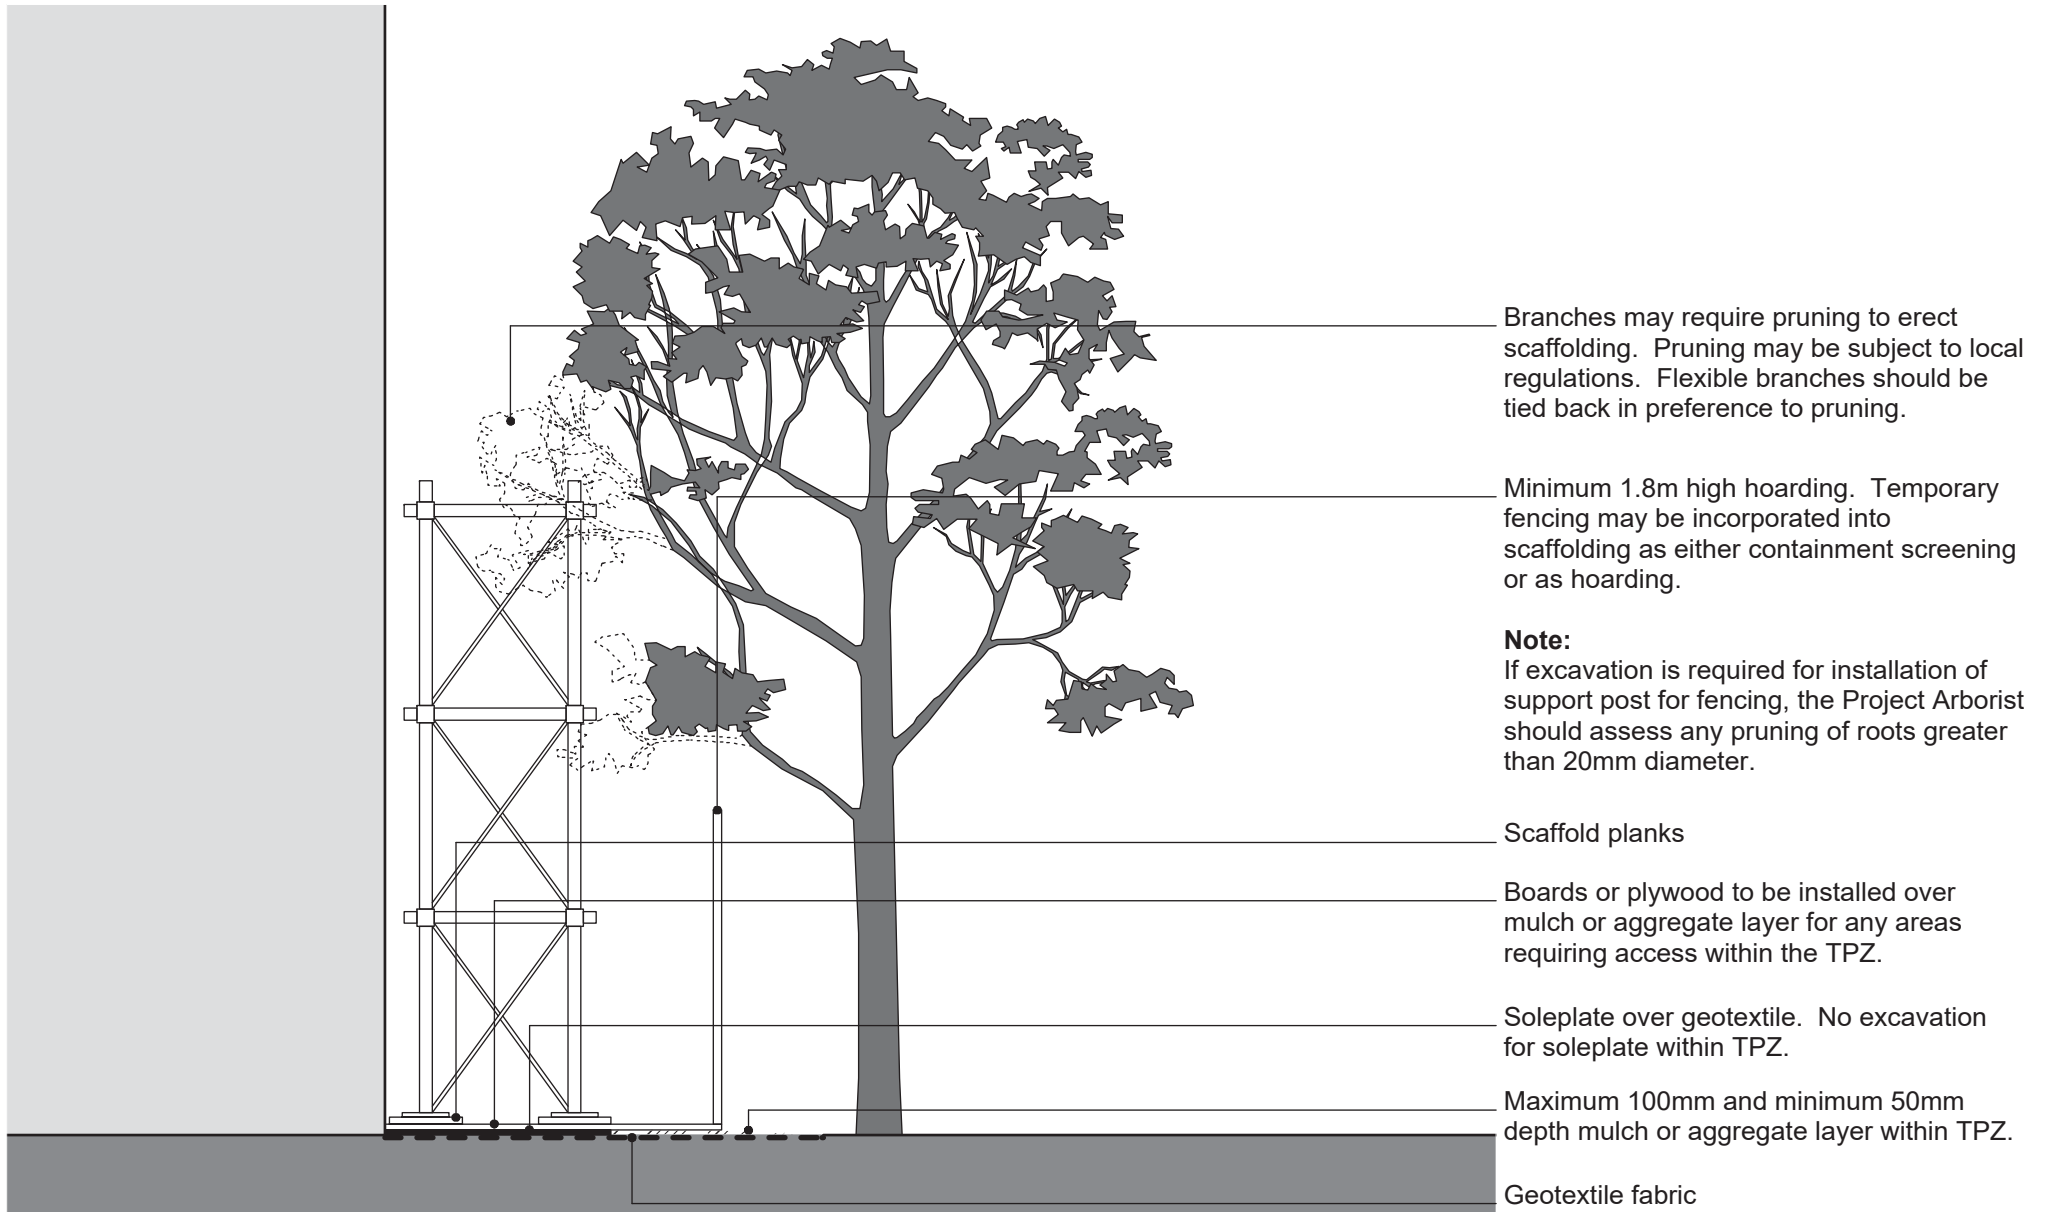 Branches may require pruning to erect
scaffolding.  Pruning may be subject to local
regulations.  Flexible branches should be
tied back in preference to pruning.
Minimum 1.8m high hoarding.  Temporary
fencing may be incorporated into
scaffolding as either containment screening
or as hoarding.
Note:
If excavation is required for installation of
support post for fencing, the Project Arborist
should assess any pruning of roots greater
than 20mm diameter.
Scaffold planks
Boards or plywood to be installed over
mulch or aggregate layer for any areas
requiring access within the TPZ.
Soleplate over geotextile.  No excavation
for soleplate within TPZ.
Maximum 100mm and minimum 50mm
depth mulch or aggregate layer within TPZ.
Geotextile fabric